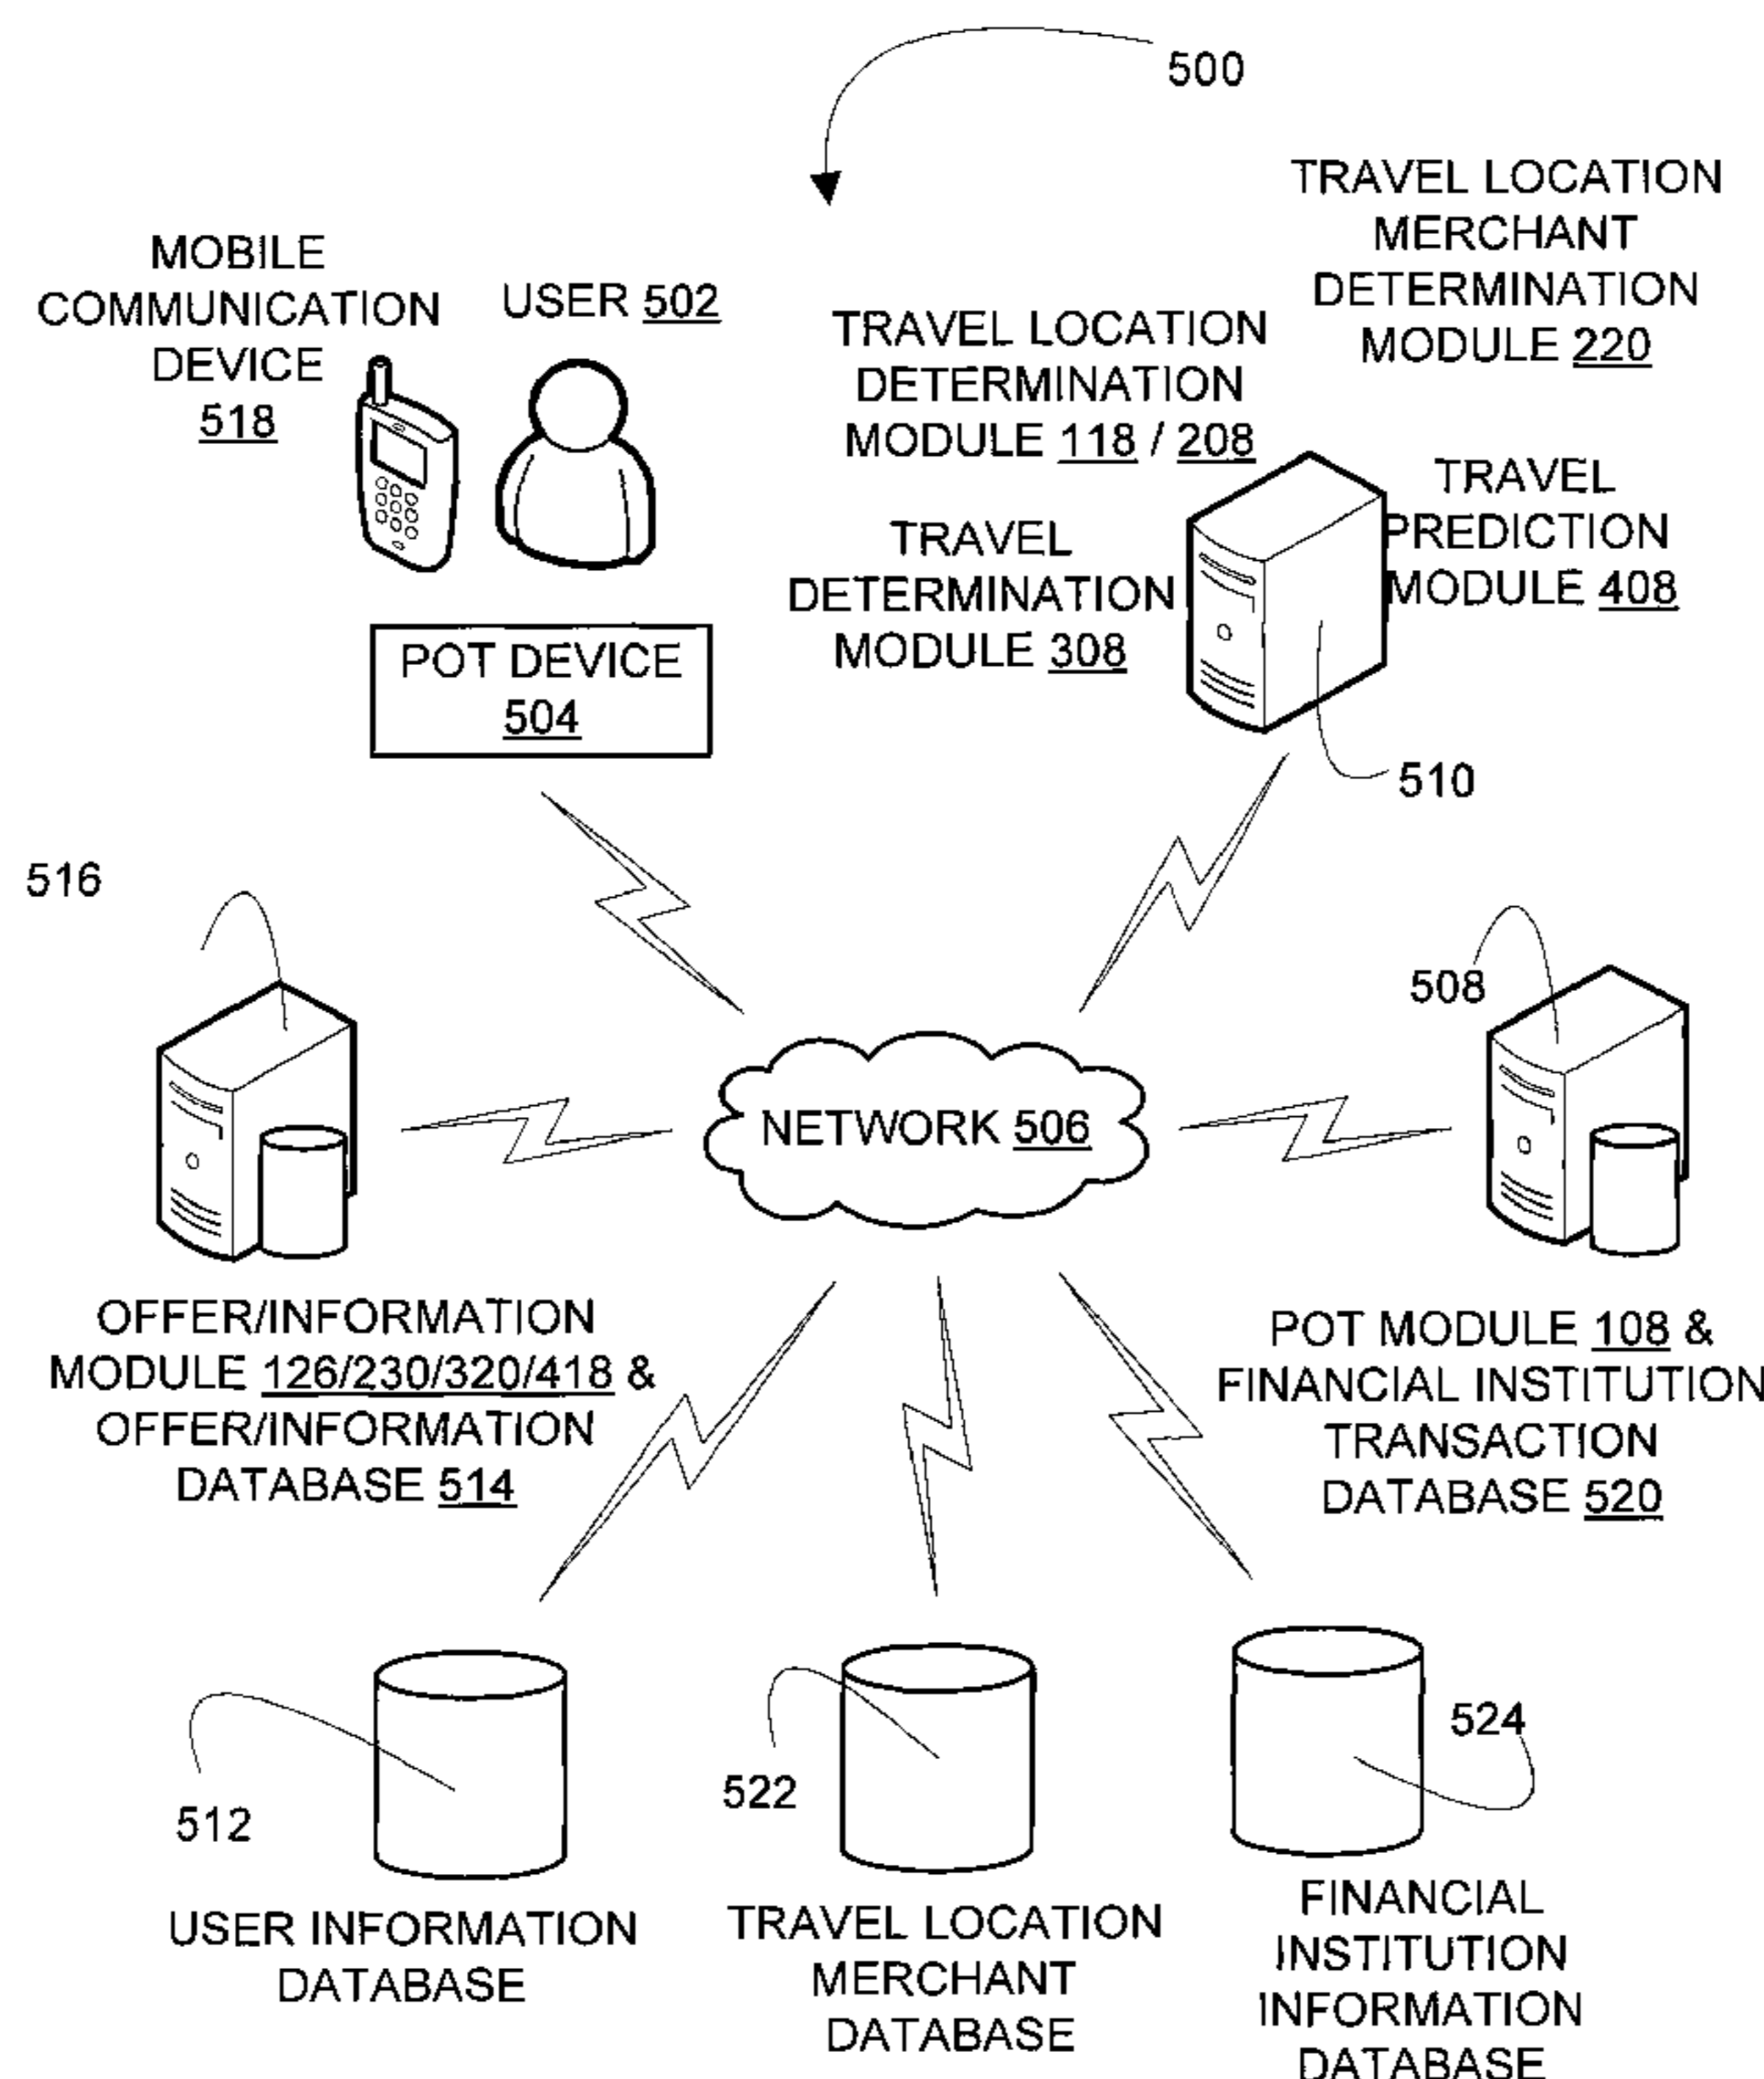 500
TRAVEL LOCATION
MERCHANT
DETERMINATION
MODULE 220
MOBILE
COMMUNICATION
DEVICE
518
USER 502
TRAVEL LOCATION
DETERMINATION
MODULE 118 / 208
TRAVEL
PREDICTION
MODULE 408
TRAVEL
DETERMINATION
MODULE 308
POT DEVICE
504
510
516
508
NETWORK 506
OFFER/INFORMATION
MODULE 126/230/320/418 &
OFFER/INFORMATION
DATABASE 514
POT MODULE 108 &
FINANCIAL INSTITUTION
TRANSACTION
DATABASE 520
512
522
524
USER INFORMATION
DATABASE
TRAVEL LOCATION
MERCHANT
DATABASE
FINANCIAL
INSTITUTION
INFORMATION
DATABASE